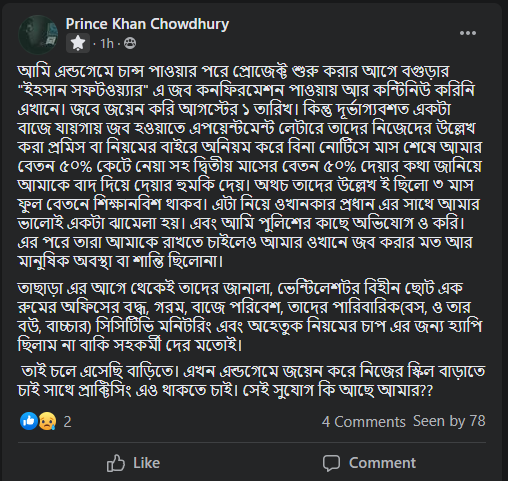 Prince Khan Chowdhury
1h
আমি এন্ডগেমে চান্স পাওয়ার পরে প্রোজেক্ট শুরু করার আগে বগুড়ার
"ইহসান সফটওয়্যার" এ জব কনফিরমেশন পাওয়ায় আর কন্টিনিউ করিনি
এখানে। জবে জয়েন করি আগস্টের ১ তারিখ। কিন্তু দূর্ভাগ্যবশত একটা
বাজে যায়গায় জব হওয়াতে এপয়েন্টমেন্ট লেটারে তাদের নিজেদের উল্লেখ
করা প্রমিস বা নিয়মের বাইরে অনিয়ম করে বিনা নোটিসে মাস শেষে আমার
বেতন ৫০% কেটে নেয়া সহ দ্বিতীয় মাসের বেতন ৫০% দেয়ার কথা জানিয়ে
আমাকে বাদ দিয়ে দেয়ার হুমকি দেয়। অথচ তাদের উল্লেখ ই ছিলো ৩ মাস
ফুল বেতনে শিক্ষানবিশ থাকব। এটা নিয়ে ওখানকার প্রধান এর সাথে আমার
ভালোই একটা ঝামেলা হয়। এবং আমি পুলিশের কাছে অভিযোগ ও করি।
এর পরে তারা আমাকে রাখতে চাইলেও আমার ওখানে জব করার মত আর
মানুষিক অবস্থা বা শান্তি ছিলোনা।
তাছাড়া এর আগে থেকেই তাদের জানালা, ভেন্টিলেশটর বিহীন ছোট এক
রুমের অফিসের বদ্ধ, গরম, বাজে পরিবেশ, তাদের পারিবারিক(বস, ও তার
বউ, বাচ্চার) সিসিটিভি মনিটরিং এবং অহেতুক নিয়মের চাপ এর জন্য হ্যাপি
ছিলাম না বাকি সহকর্মী দের মতোই।
তাই চলে এসেছি বাড়িতে। এখন এন্ডগেমে জয়েন করে নিজের স্কিল বাড়াতে
চাই সাথে প্রাক্টিসিং এও থাকতে চাই। সেই সুযোগ কি আছে আমার??
2
4 Comments Seen by 78
Like Comment